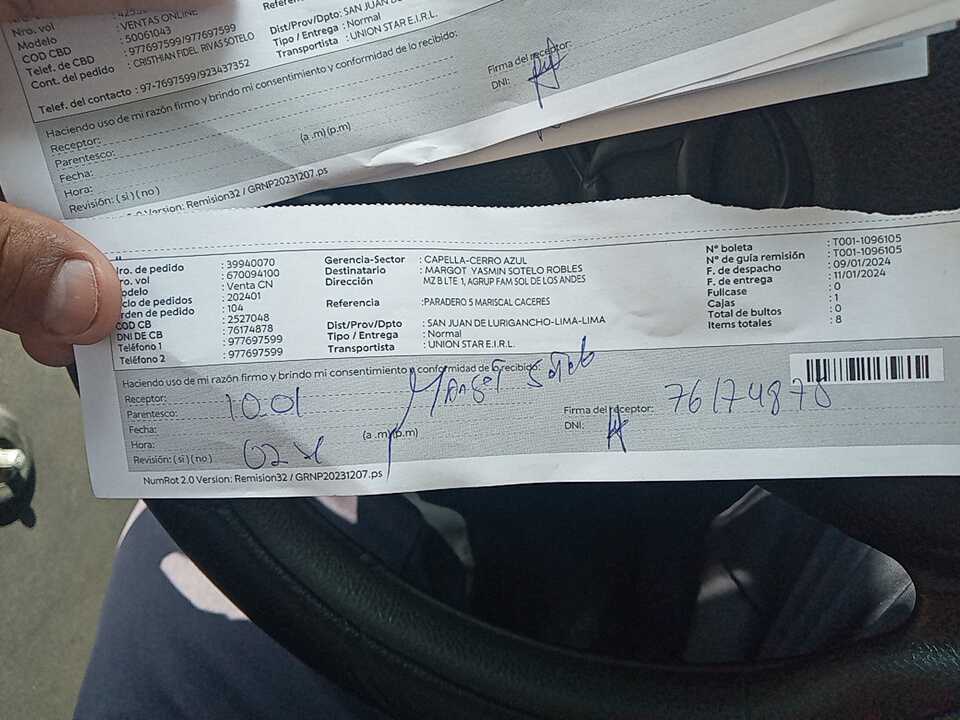 Nro. vol
: VENTAS ONLINE
Modelo : 50061043
COD CBD : 977697599/977697599
Telef. de CBD : CRISTHIAN FIDEL RIVAS SOTELO
Cont. del pedido
Telef. del contacto : 97-7697599/923437352
Dist/Prov/Dpto : SAN JUAN
Tipo / Entrega : Normal
Transportista : UNION STAR E.I.R.L.
Haciendo uso de mi razón firmo y brindo mi consentimiento y conformidad de lo recibido:
Receptor:
Parentesco:
Fecha:
Hora: (a .m) (p.m)
Revisión: ( si ) ( no )
Firma del receptor:
DNI:
Version: Remision32 / GRNP20231207.ps
Nro. de pedido : 39940070
Nro. vol : 670094100
Modelo : Venta CN
Ciclo de pedidos : 202401
Orden de pedido : 104
COD CB : 2527048
DNI DE CB : 76174878
Teléfono 1 : 977697599
Teléfono 2 : 977697599
Gerencia-Sector : CAPELLA-CERRO AZUL
Destinatario : MARGOT YASMIN SOTELO ROBLES
Dirección MZ B LTE 1, AGRUP FAM SOL DE LOS ANDES
Referencia : PARADERO 5 MARISCAL CACERES
Dist/Prov/Dpto : SAN JUAN DE LURIGANCHO-LIMA-LIMA
Tipo / Entrega : Normal
Transportista : UNION STAR E.I.R.L.
N° boleta : T001-1096105
N° de guía remisión : T001-1096105
F. de despacho : 09/01/2024
F. de entrega : 11/01/2024
Fullcase : 0
Cajas : 1
Total de bultos : 0
Items totales : 8
Haciendo uso de mi razón firmo y brindo mi consentimiento y conformidad de lo recibido:
Receptor: Margot Sotelo
Parentesco: 1001
Fecha:
Hora: (a .m) (p.m)
Revisión: ( si ) ( no )
Firma del receptor: 76174878
DNI:
NumRot 2.0 Version: Remision32 / GRNP20231207.ps